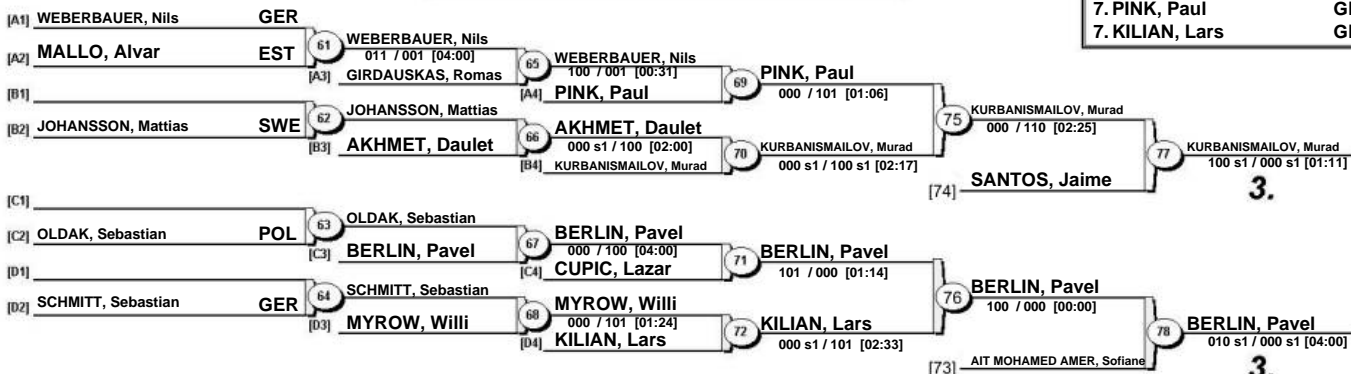 7. PINK, Paul
7. KILIAN, Lars
[A1] WEBERBAUER, Nils GER
[A2] MALLO, Alvar EST
61
WEBERBAUER, Nils
011 / 001 [04:00]
[A3] GIRDAUSKAS, Romas
65
WEBERBAUER, Nils
100 / 001 [00:31]
[A4] PINK, Paul
69
PINK, Paul
000 / 101 [01:06]
[B1]
[B2] JOHANSSON, Mattias SWE
62
JOHANSSON, Mattias
[B3] AKHMET, Daulet
66
AKHMET, Daulet
000 s1 / 100 [02:00]
[B4] KURBANISMAILOV, Murad
70
KURBANISMAILOV, Murad
000 s1 / 100 s1 [02:17]
75
KURBANISMAILOV, Murad
000 / 110 [02:25]
[74] SANTOS, Jaime
77
KURBANISMAILOV, Murad
100 s1 / 000 s1 [01:11]
3.
[C1]
[C2] OLDAK, Sebastian POL
63
OLDAK, Sebastian
[C3] BERLIN, Pavel
67
BERLIN, Pavel
000 / 100 [04:00]
[C4] CUPIC, Lazar
71
BERLIN, Pavel
101 / 000 [01:14]
[D1]
[D2] SCHMITT, Sebastian GER
64
SCHMITT, Sebastian
[D3] MYROW, Willi
68
MYROW, Willi
000 / 101 [01:24]
[D4] KILIAN, Lars
72
KILIAN, Lars
000 s1 / 101 [02:33]
76
BERLIN, Pavel
100 / 000 [00:00]
[73] AIT MOHAMED AMER, Sofiane
78
BERLIN, Pavel
010 s1 / 000 s1 [04:00]
3.